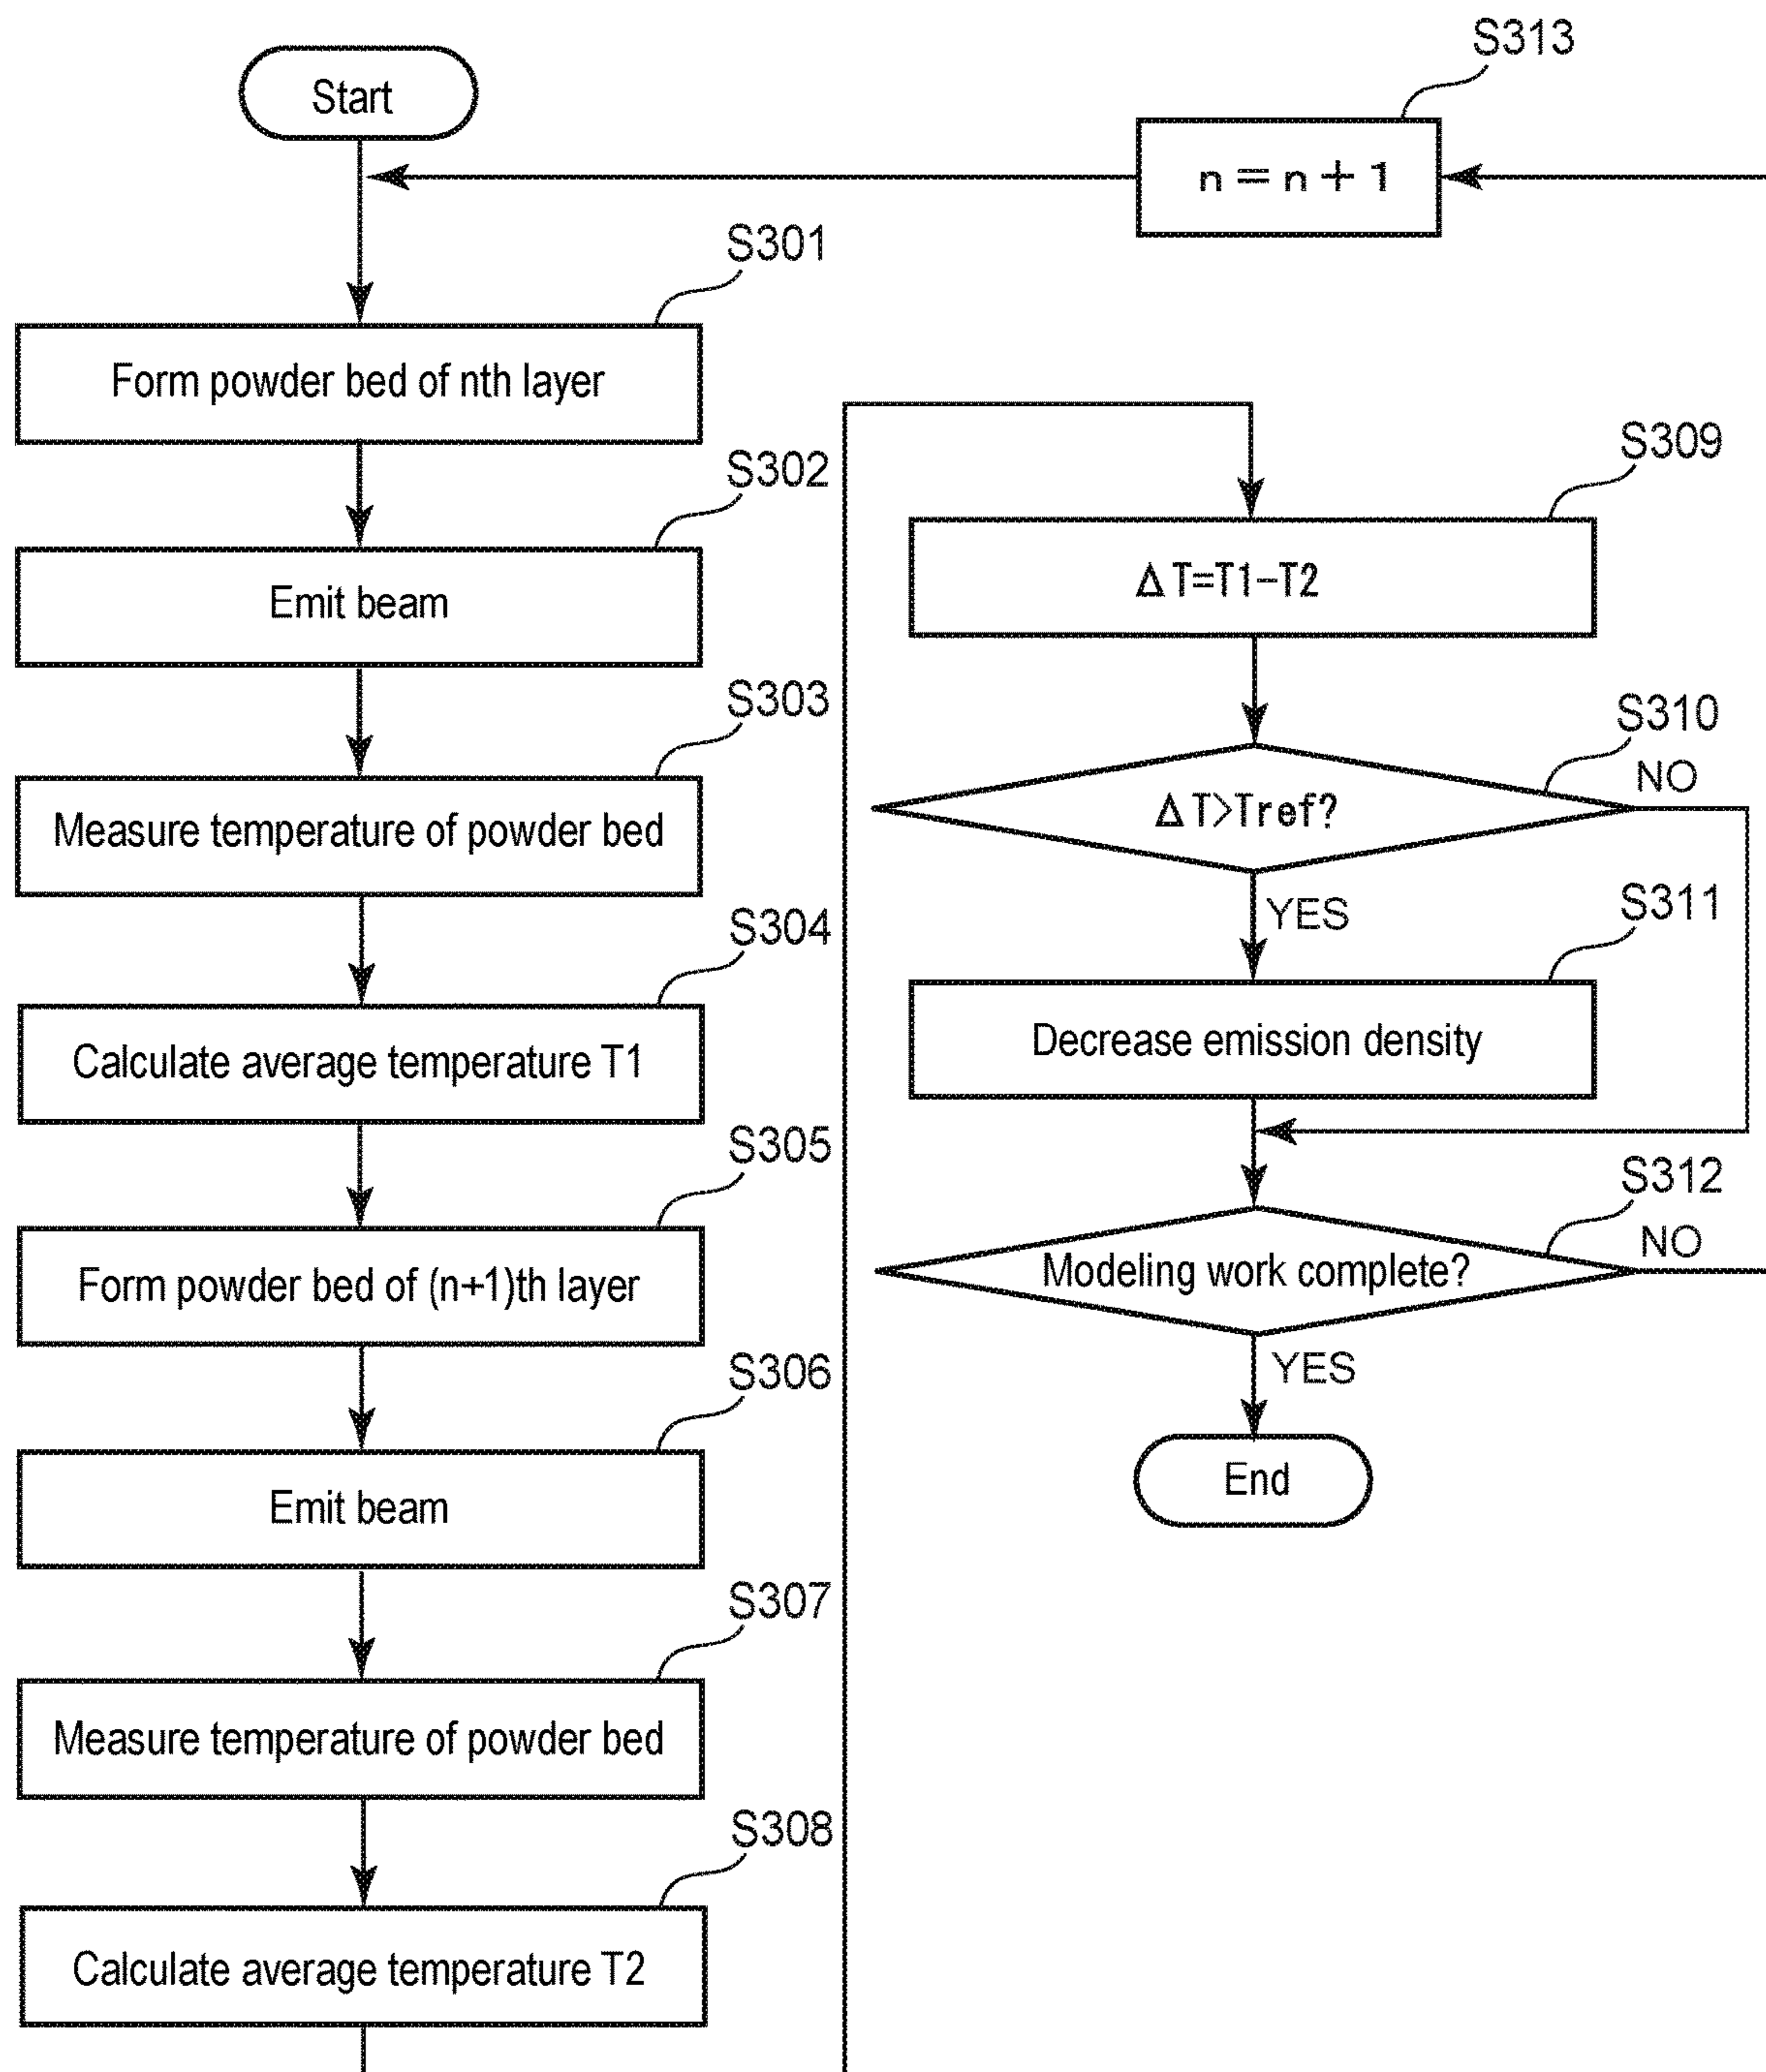 Start
S301
Form powder bed of nth layer
S302
Emit beam
S303
Measure temperature of powder bed
S304
Calculate average temperature T1
S305
Form powder bed of (n+1)th layer
S306
Emit beam
S307
Measure temperature of powder bed
S308
Calculate average temperature T2
S313
n = n + 1
S309
ΔT=T1-T2
S310
ΔT>Tref?
NO
YES
S311
Decrease emission density
S312
Modeling work complete?
NO
YES
End